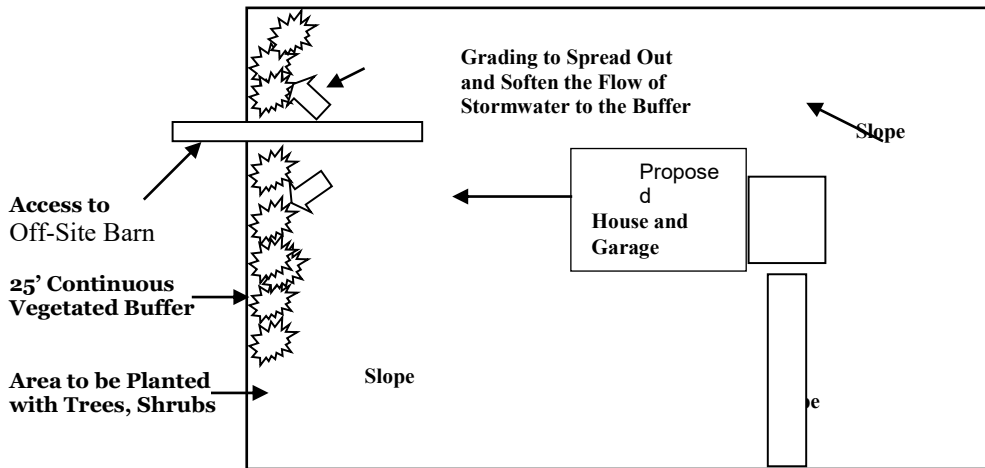 Grading to Spread Out
and Soften the Flow of
Stormwater to the Buffer
Slope
Propose
d
House and
Garage
Access to
Off-Site Barn
25’ Continuous
Vegetated Buffer
Area to be Planted
with Trees, Shrubs
Slope